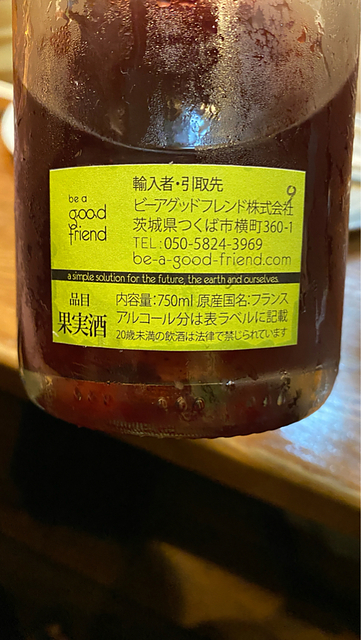 be a
good
friend
輸入者・引取先
ビーアグッドフレンド株式会社
茨城県つくば市横町360-1
TEL:050-5824-3969
be-a-good-friend.com
a simple solution for the future, the earth and ourselves.
品目
果実酒
内容量:750ml 原産国名:フランス
アルコール分は表ラベルに記載
20歳未満の飲酒は法律で禁じられています